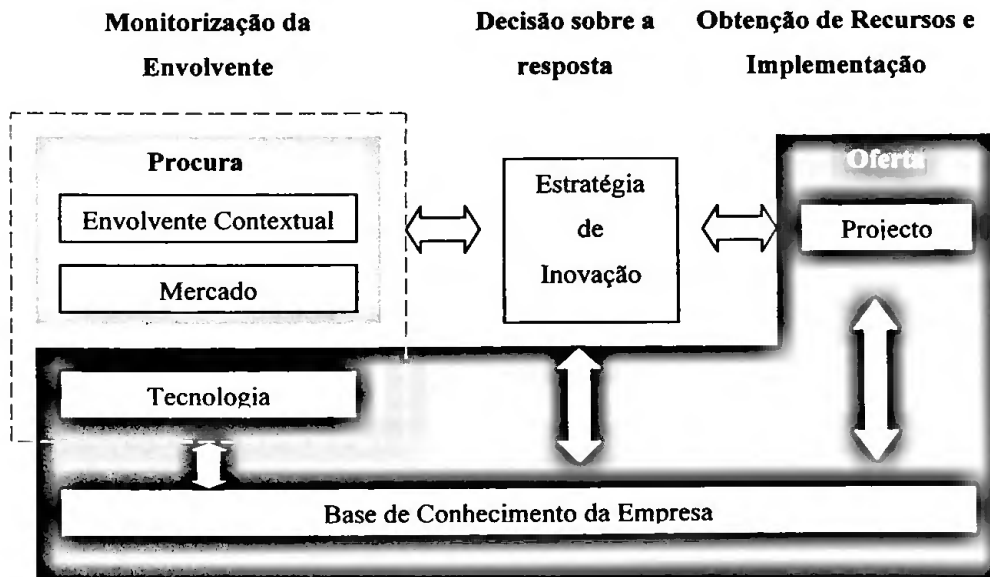 Monitorização da
Envolvente
Decisão sobre a
resposta
Obtenção de Recursos e
Implementação
Procura
Envolvente Contextual
Mercado
Estratégia
de
Inovação
Oferta
Projecto
Tecnologia
Base de Conhecimento da Empresa